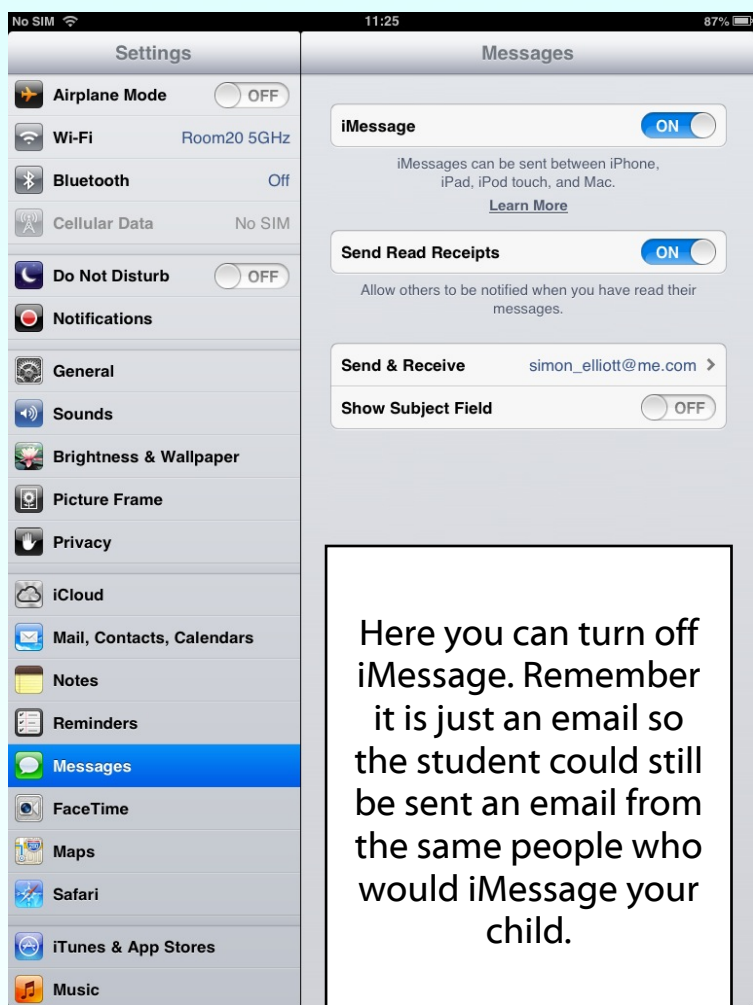 No SIM 11:25 87%
Settings
Airplane Mode OFF
Wi-Fi Room20 5GHz
Bluetooth Off
Cellular Data No SIM
Do Not Disturb OFF
Notifications
General
Sounds
Brightness & Wallpaper
Picture Frame
Privacy
iCloud
Mail, Contacts, Calendars
Notes
Reminders
Messages
FaceTime
Maps
Safari
iTunes & App Stores
Music
Messages
iMessage ON
iMessages can be sent between iPhone,
iPad, iPod touch, and Mac.
Learn More
Send Read Receipts ON
Allow others to be notified when you have read their
messages.
Send & Receive simon_elliott@me.com >
Show Subject Field OFF
Here you can turn off
iMessage. Remember
it is just an email so
the student could still
be sent an email from
the same people who
would iMessage your
child.